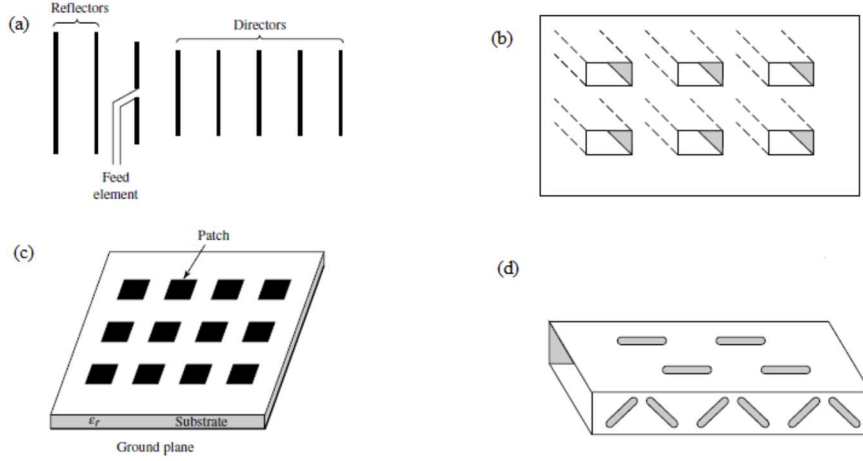 (a)
Reflectors
Directors
Feed
element
(b)
(c)
Patch
εr
Substrate
Ground plane
(d)